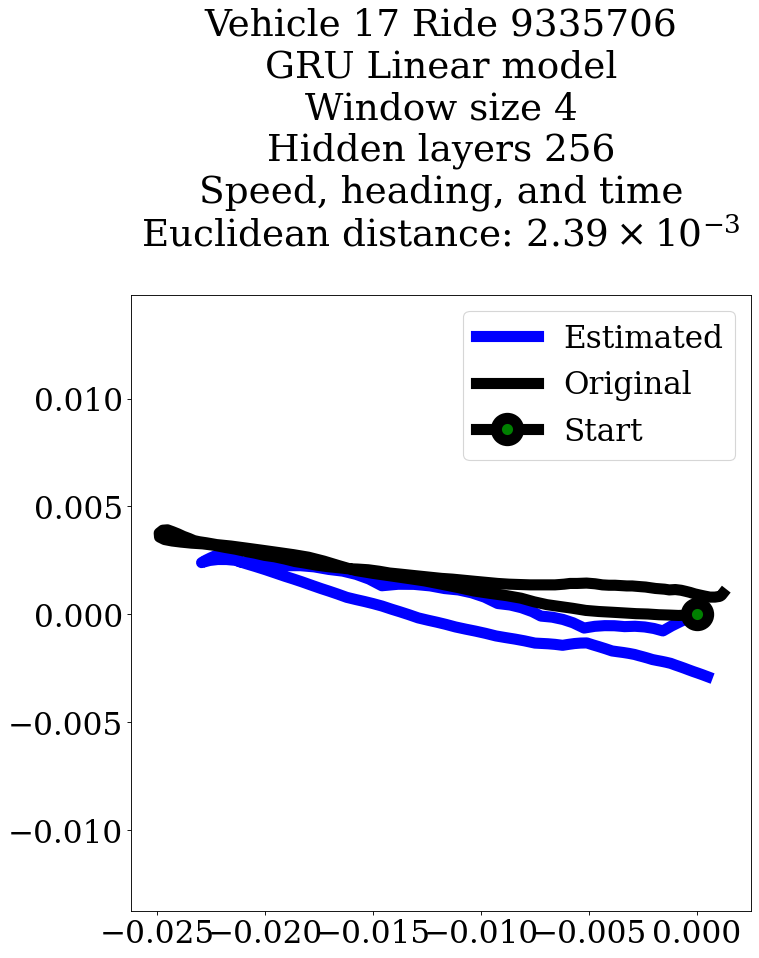 Vehicle 17 Ride 9335706
GRU Linear model
Window size 4
Hidden layers 256
Speed, heading, and time
Euclidean distance: 2.39 × 10⁻³
Estimated
Original
Start
0.010
0.005
0.000
−0.005
−0.010
−0.025 −0.020 −0.015 −0.010 −0.005 0.000